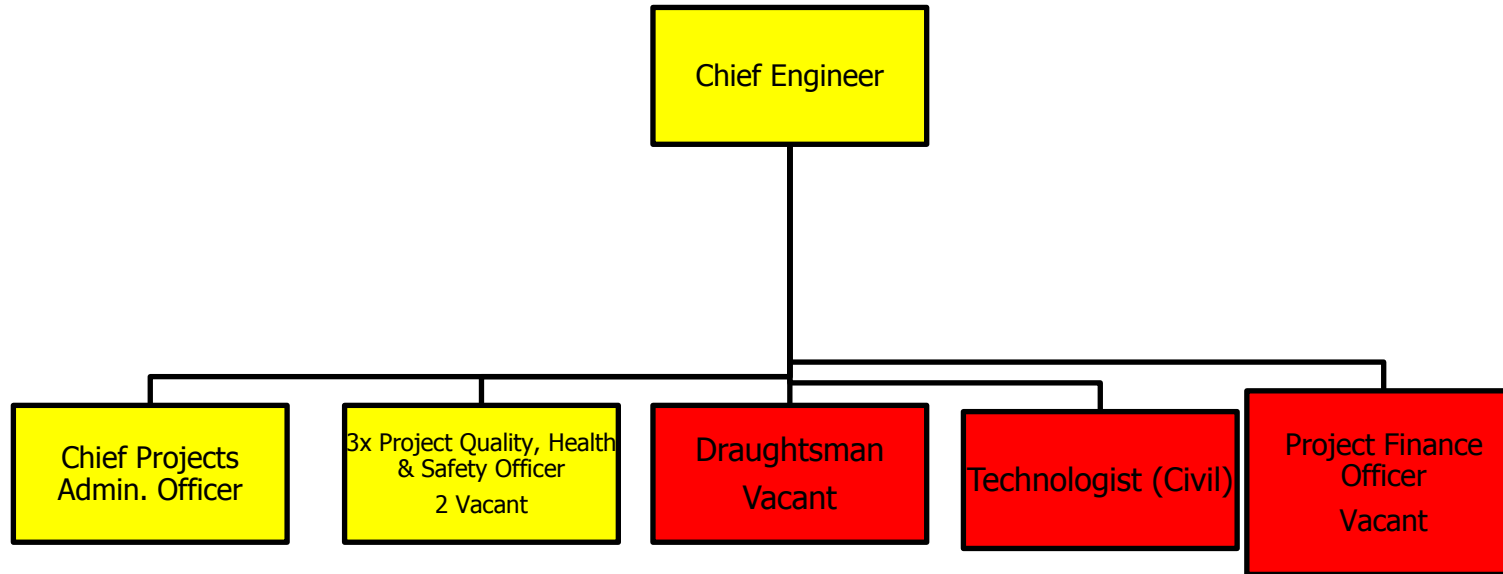 Chief Engineer
Chief Projects
Admin. Officer
3x Project Quality, Health
& Safety Officer
2 Vacant
Draughtsman
Vacant
Technologist (Civil)
Project Finance
Officer
Vacant